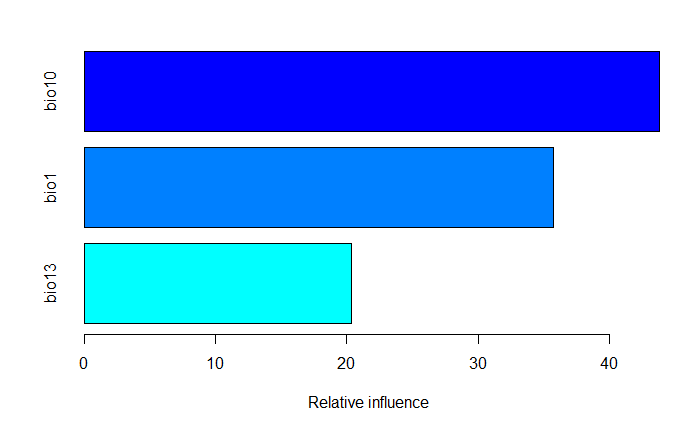 bio10
bio1
bio13
0 10 20 30 40
Relative influence